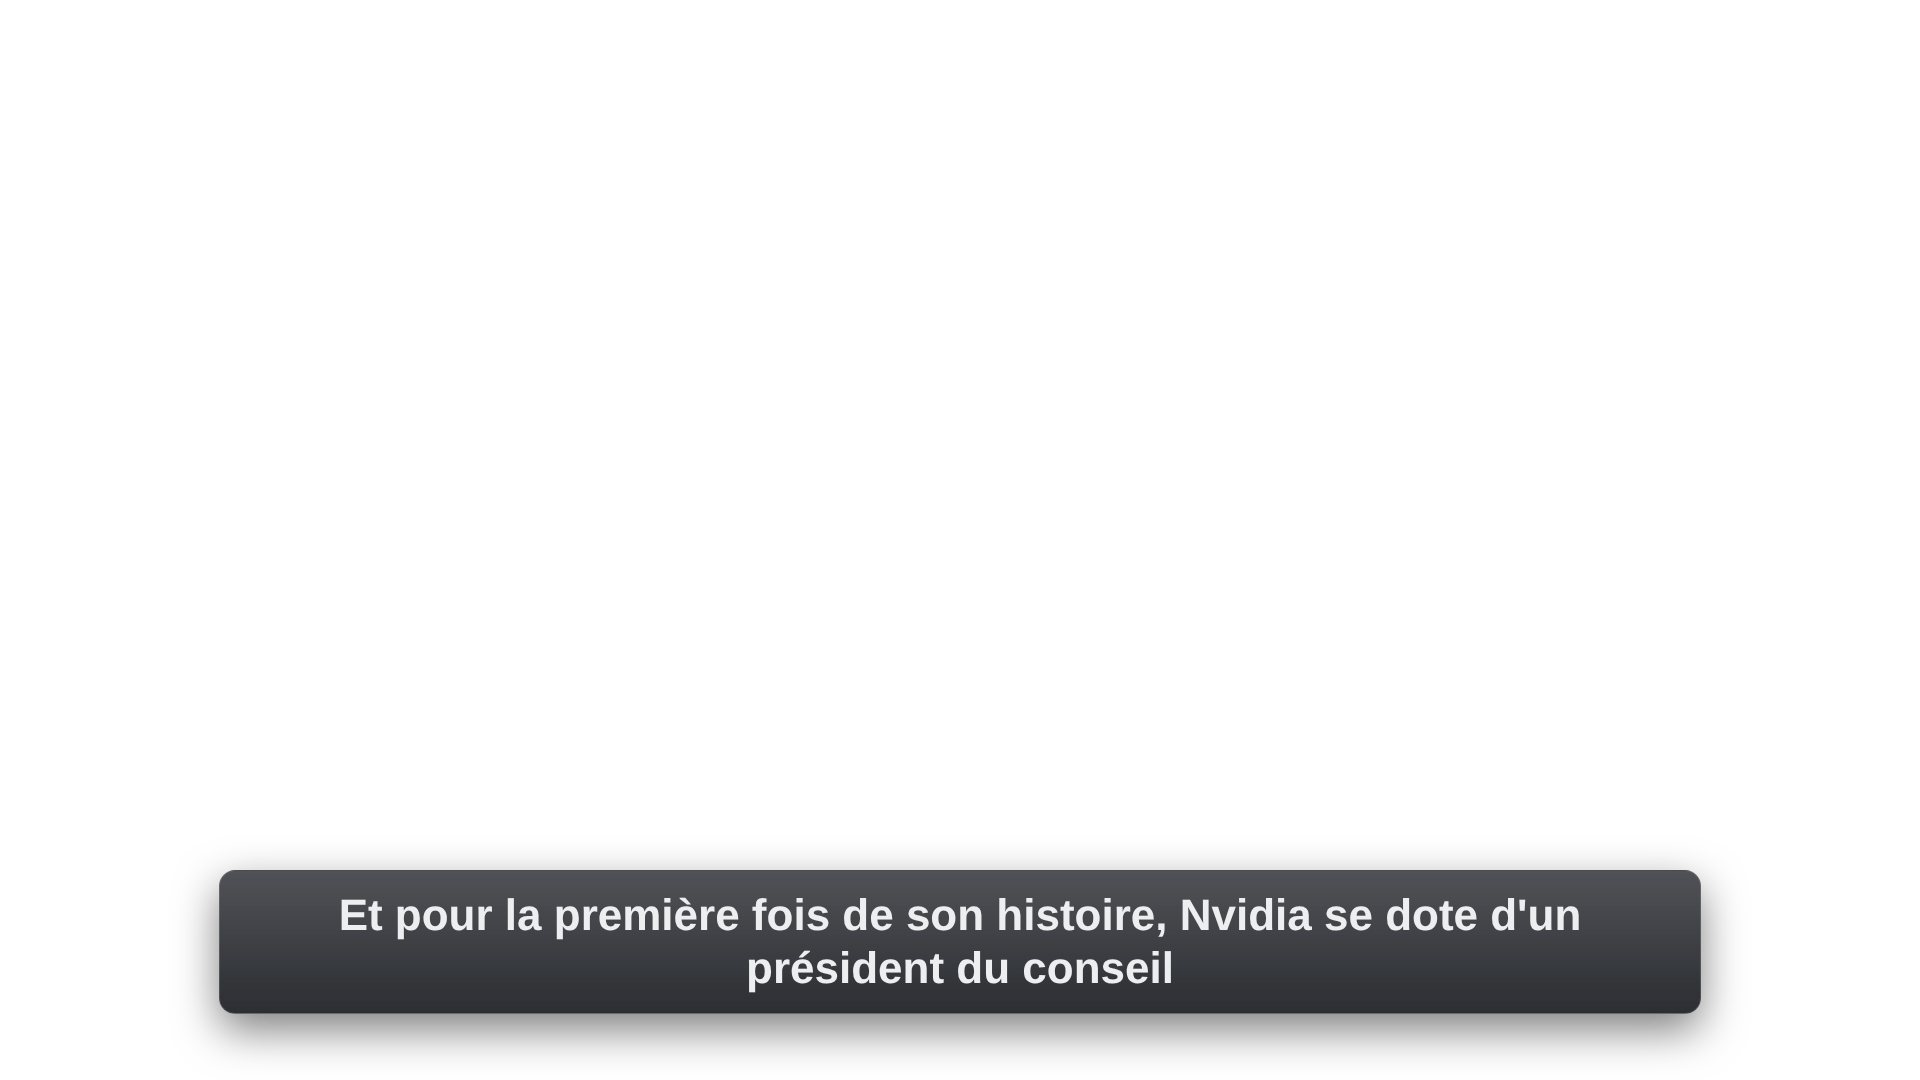 Et pour la première fois de son histoire, Nvidia se dote d'un
président du conseil